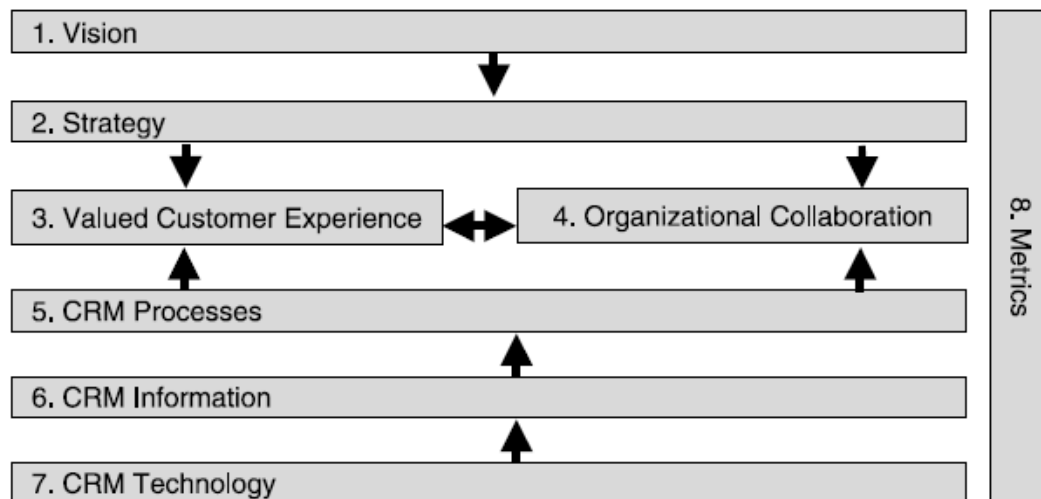 1. Vision
2. Strategy
3. Valued Customer Experience
4. Organizational Collaboration
5. CRM Processes
6. CRM Information
7. CRM Technology
8. Metrics